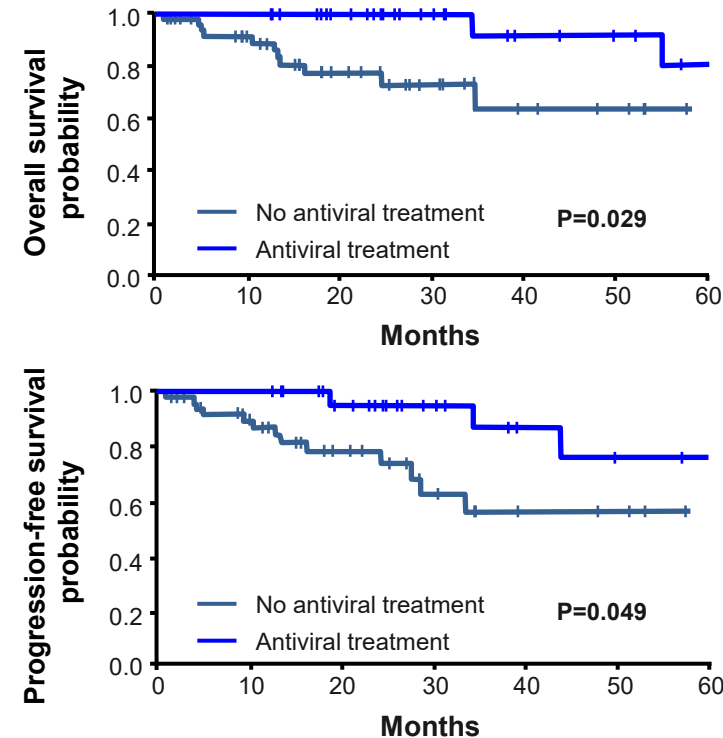 Overall survival
probability
1.0
0.8
0.6
0.4
0.2
0.0
No antiviral treatment
Antiviral treatment
P=0.029
0 10 20 30 40 50 60
Months
Progression-free survival
probability
1.0
0.8
0.6
0.4
0.2
0.0
No antiviral treatment
Antiviral treatment
P=0.049
0 10 20 30 40 50 60
Months